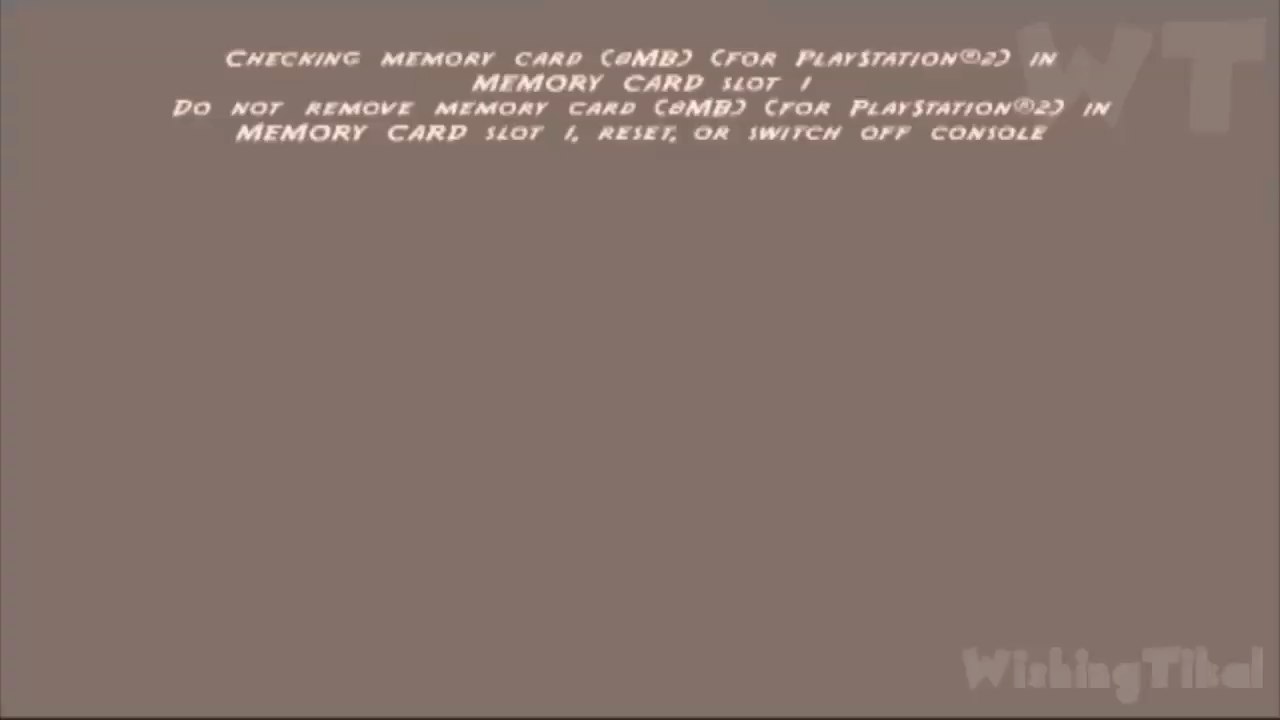 Checking memory card (8MB) (for PlayStation®2) in
MEMORY CARD slot 1
Do not remove memory card (8MB) (for PlayStation®2) in
MEMORY CARD slot 1, reset, or switch off console
WT
WishingTikal